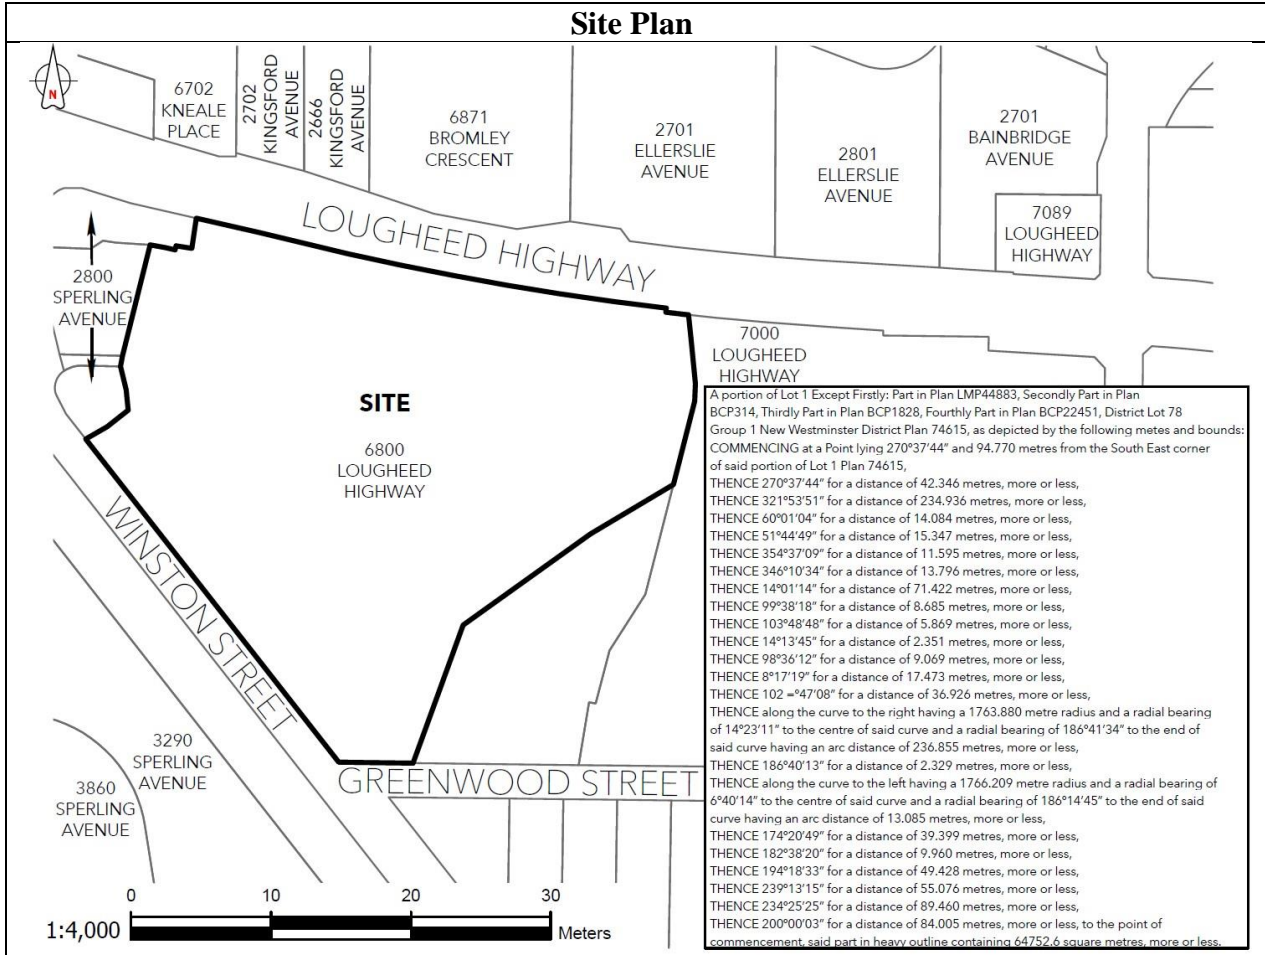 Site Plan
N
6702
KNEALE
PLACE
2702
KINGSFORD
AVENUE
2666
KINGSFORD
AVENUE
6871
BROMLEY
CRESCENT
2701
ELLERSLIE
AVENUE
2801
ELLERSLIE
AVENUE
2701
BAINBRIDGE
AVENUE
7089
LOUGHEED
HIGHWAY
LOUGHEED HIGHWAY
2800
SPERLING
AVENUE
7000
LOUGHEED
HIGHWAY
SITE
6800
LOUGHEED
HIGHWAY
WINSTON STREET
3290
SPERLING
AVENUE
3860
SPERLING
AVENUE
GREENWOOD STREET
A portion of Lot 1 Except Firstly: Part in Plan LMP44883, Secondly Part in Plan
BCP314, Thirdly Part in Plan BCP1828, Fourthly Part in Plan BCP22451, District Lot 78
Group 1 New Westminster District Plan 74615, as depicted by the following metes and bounds:
COMMENCING at a Point lying 270°37'44" and 94.770 metres from the South East corner
of said portion of Lot 1 Plan 74615,
THENCE 270°37'44" for a distance of 42.346 metres, more or less,
THENCE 321°53'51" for a distance of 234.936 metres, more or less,
THENCE 60°01'04" for a distance of 14.084 metres, more or less,
THENCE 51°44'49" for a distance of 15.347 metres, more or less,
THENCE 354°37'09" for a distance of 11.595 metres, more or less,
THENCE 346°10'34" for a distance of 13.796 metres, more or less,
THENCE 14°01'14" for a distance of 71.422 metres, more or less,
THENCE 99°38'18" for a distance of 8.685 metres, more or less,
THENCE 103°48'48" for a distance of 5.869 metres, more or less,
THENCE 14°13'45" for a distance of 2.351 metres, more or less,
THENCE 98°36'12" for a distance of 9.069 metres, more or less,
THENCE 8°17'19" for a distance of 17.473 metres, more or less,
THENCE 102 =°47'08" for a distance of 36.926 metres, more or less,
THENCE along the curve to the right having a 1763.880 metre radius and a radial bearing
of 14°23'11" to the centre of said curve and a radial bearing of 186°41'34" to the end of
said curve having an arc distance of 236.855 metres, more or less,
THENCE 186°40'13" for a distance of 2.329 metres, more or less,
THENCE along the curve to the left having a 1766.209 metre radius and a radial bearing of
6°40'14" to the centre of said curve and a radial bearing of 186°14'45" to the end of said
curve having an arc distance of 13.085 metres, more or less,
THENCE 174°20'49" for a distance of 39.399 metres, more or less,
THENCE 182°38'20" for a distance of 9.960 metres, more or less,
THENCE 194°18'33" for a distance of 49.428 metres, more or less,
THENCE 239°13'15" for a distance of 55.076 metres, more or less,
THENCE 234°25'25" for a distance of 89.460 metres, more or less,
THENCE 200°00'03" for a distance of 84.005 metres, more or less, to the point of
commencement, said part in heavy outline containing 64752.6 square metres, more or less.
0 10 20 30
1:4,000 Meters